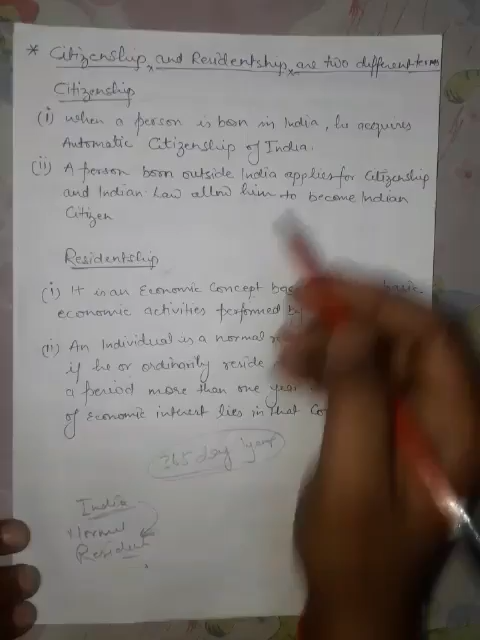 * Citizenship and Residentship are two different terms
Citizenship
(i) When a person is born in India, he acquires
Automatic Citizenship of India.
(ii) A person born outside India applies for Citizenship
and Indian Law allow him to become Indian
Citizen
Residentship
(i) It is an Economic Concept basic
economic activities performed
(ii) An Individual is a normal
if he or ordinarily reside
a period more than one year
of Economic interest lies in that
365 day 1year
India
Normal
Resident